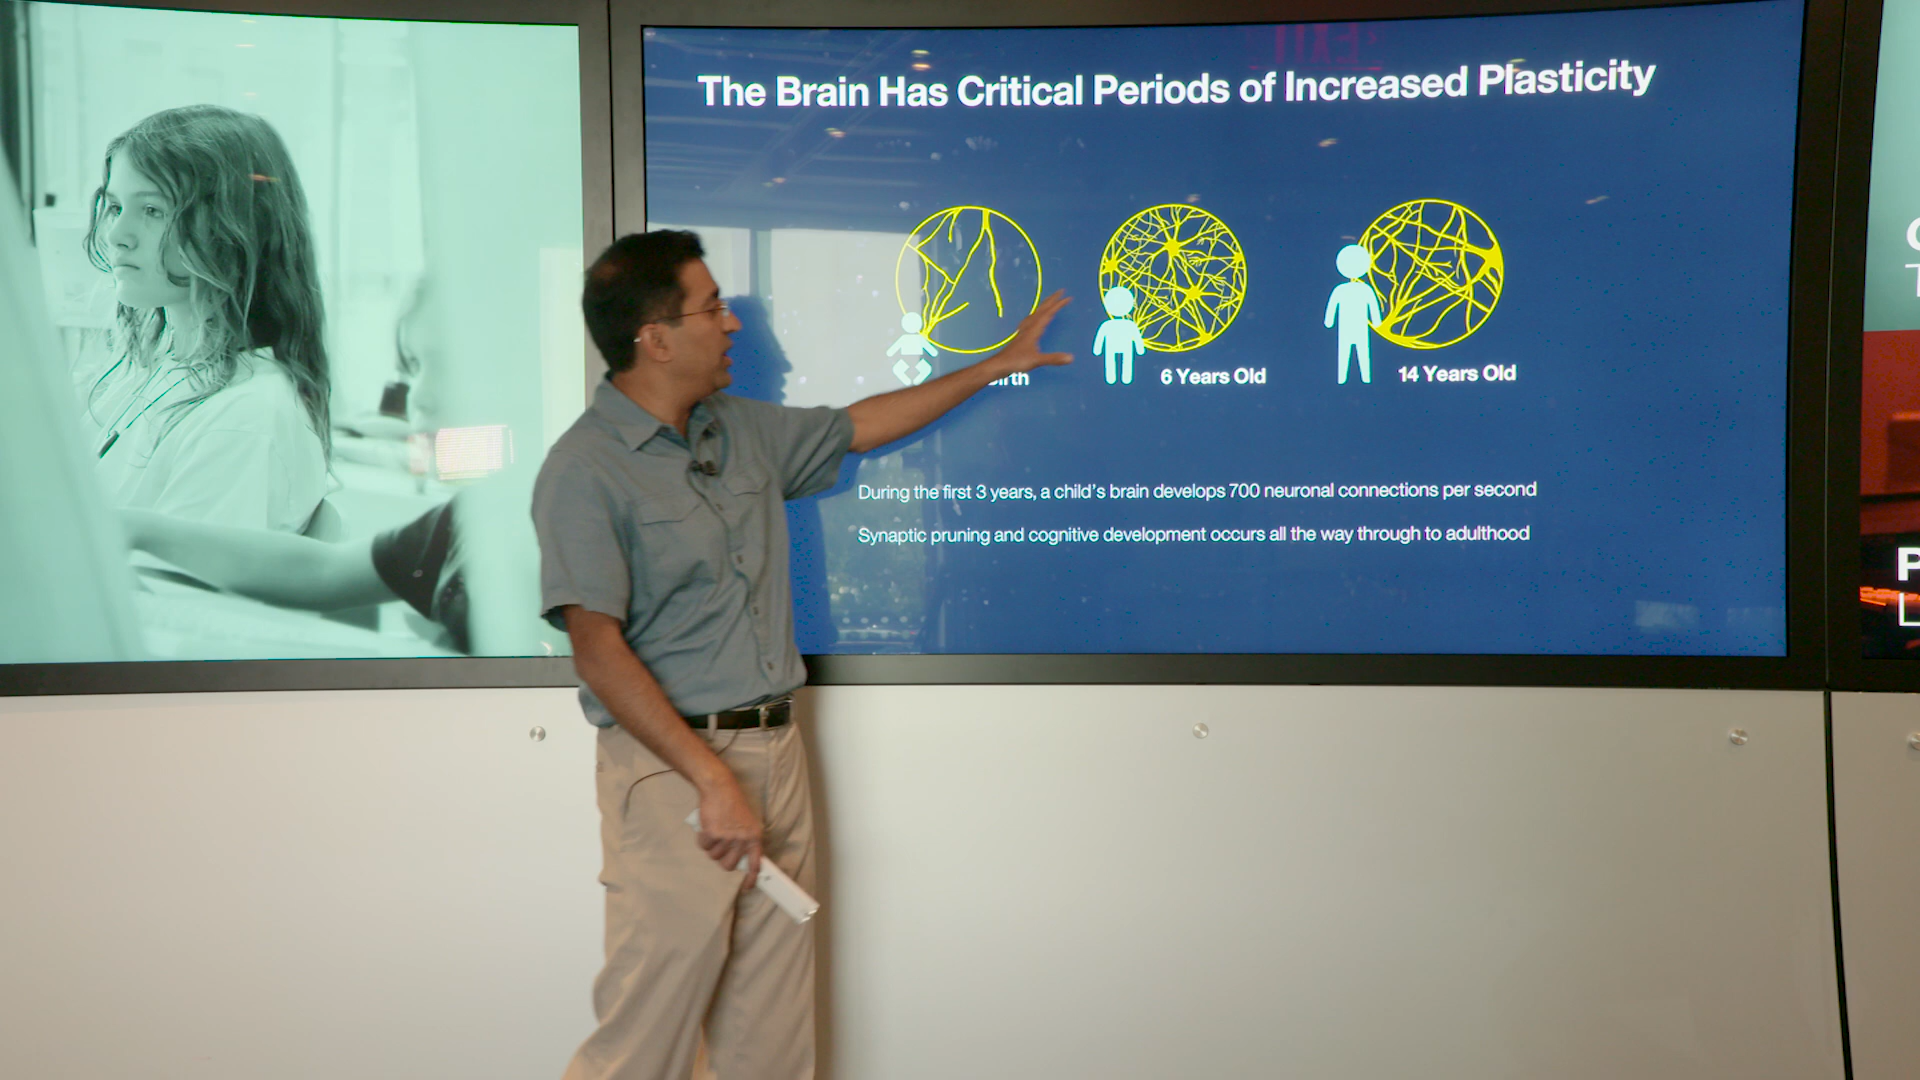 The Brain Has Critical Periods of Increased Plasticity
6 Years Old
14 Years Old
During the first 3 years, a child's brain develops 700 neuronal connections per second
Synaptic pruning and cognitive development occurs all the way through to adulthood
EXIT